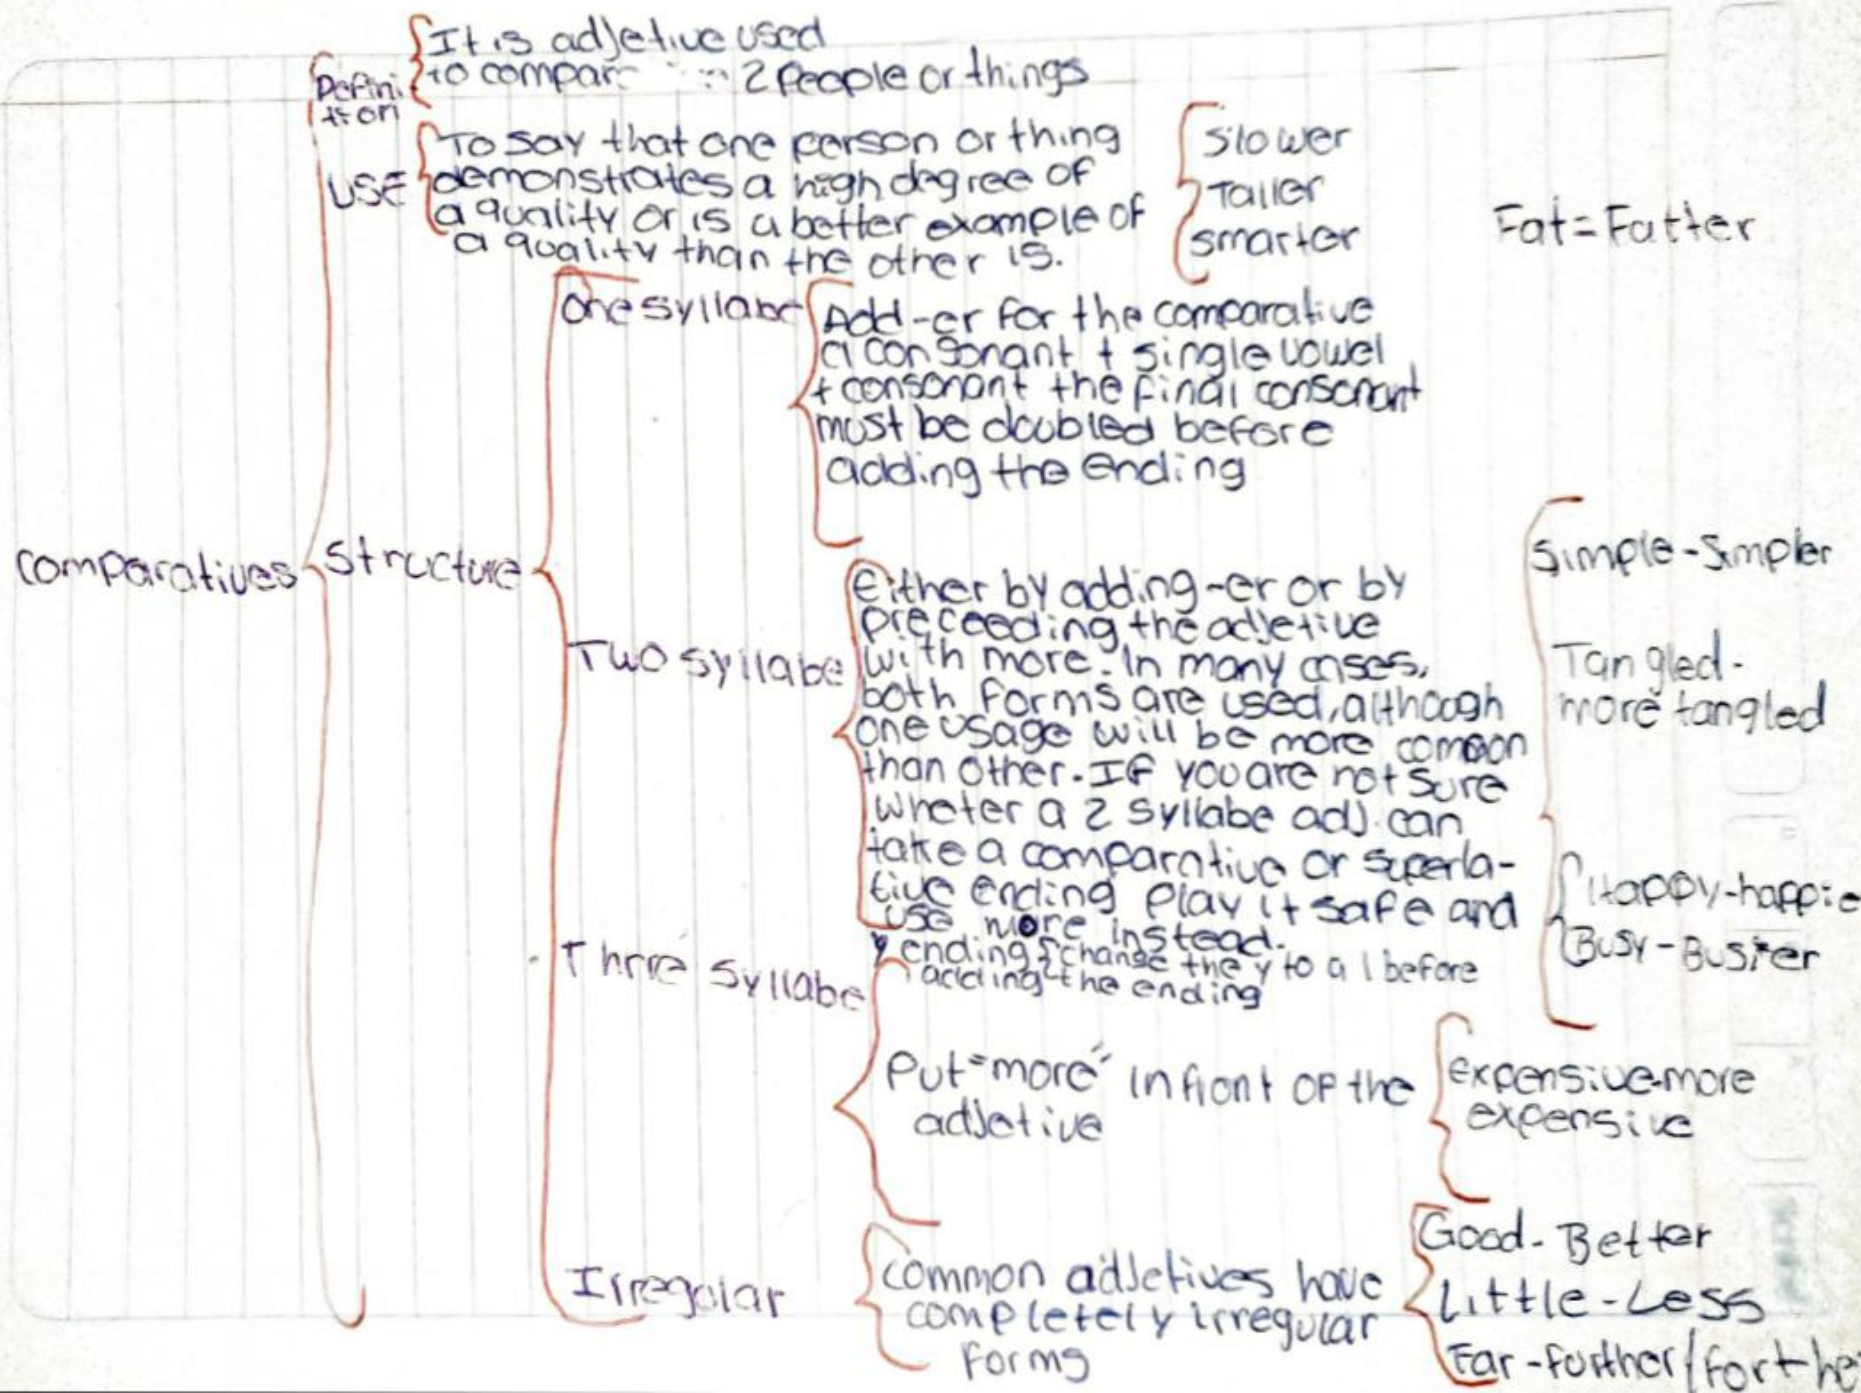 It is adjetive used
to compar 2 people or things
Defini
tion
USE
To say that one person or thing
demonstrates a high degree of
a quality or is a better example of
a quality than the other is.
Slower
Taller
smarter
Fat=Fatter
One syllabe
Add -er for the comparative
a consonant + single vowel
+ consonant the final consonant
must be doubled before
adding the ending
comparatives
structure
Two syllabe
Either by adding -er or by
preceeding the adjetive
with more. In many cases,
both forms are used, although
one usage will be more common
than other. If you are not sure
wheter a 2 syllabe adj. can
take a comparative or superla-
tive ending play it safe and
use more instead.
y ending change the y to a i before
adding the ending
Simple - Simpler
Tangled -
more tangled
Happy-happie
Busy - Busier
Three syllabe
Put "more" in front of the
adjetive
expensive-more
expensive
Irregular
common adjetives have
completely irregular
forms
Good - Better
Little - Less
Far - further/farthe